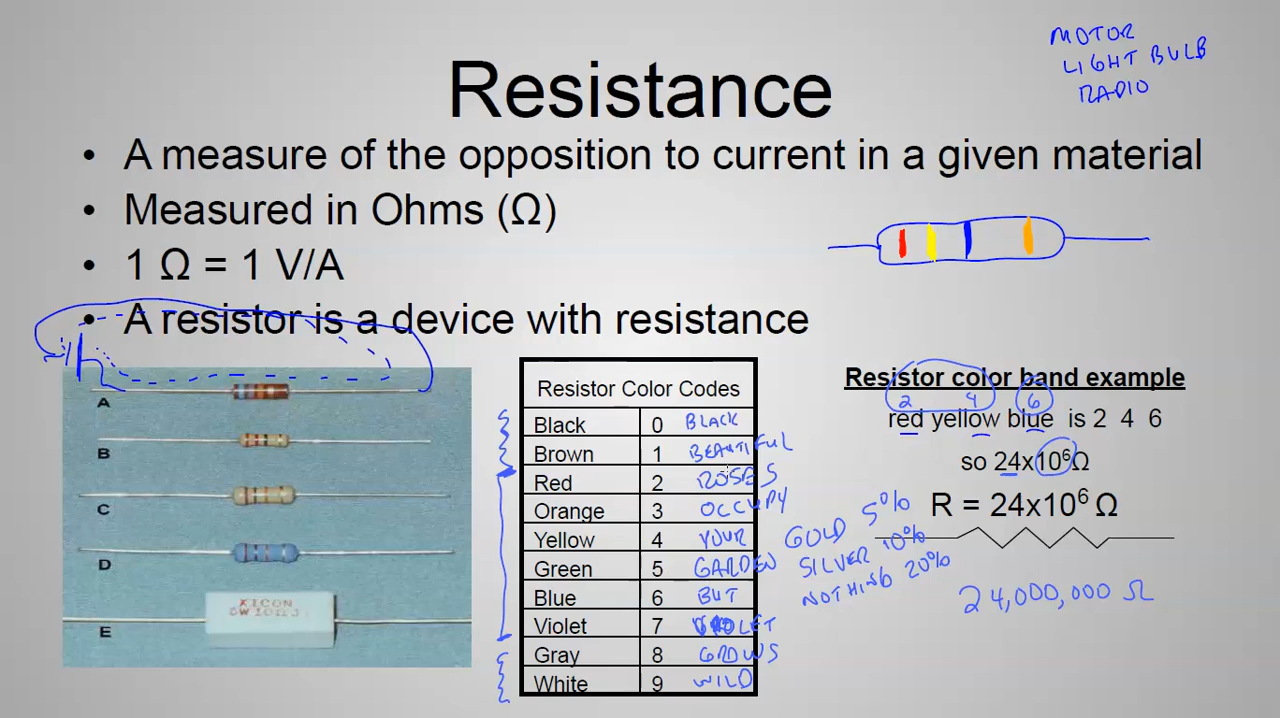 MOTOR
LIGHT BULB
RADIO
Resistance
• A measure of the opposition to current in a given material
• Measured in Ohms (Ω)
• 1 Ω = 1 V/A
• A resistor is a device with resistance
A
B
C
D
E
XICON
5W10ΩJ
Resistor Color Codes
Black 0 BLACK
Brown 1 BEAUTIFUL
Red 2 ROSES
Orange 3 OCCUPY
Yellow 4 YOUR
Green 5 GARDEN
Blue 6 BUT
Violet 7 VIOLET
Gray 8 GROWS
White 9 WILD
GOLD 5%
SILVER 10%
NOTHING 20%
Resistor color band example
2 4 6
red yellow blue is 2 4 6
so 24x10⁶Ω
R = 24x10⁶ Ω
24,000,000 Ω